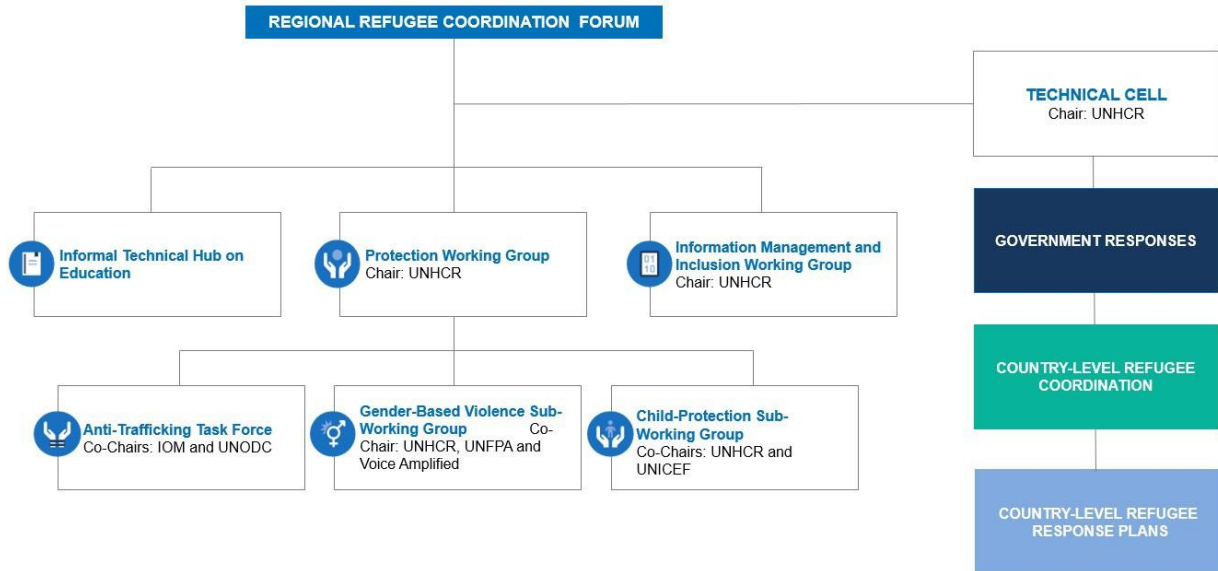 REGIONAL REFUGEE COORDINATION FORUM
TECHNICAL CELL
Chair: UNHCR
GOVERNMENT RESPONSES
COUNTRY-LEVEL REFUGEE
COORDINATION
COUNTRY-LEVEL REFUGEE
RESPONSE PLANS
Informal Technical Hub on
Education
Protection Working Group
Chair: UNHCR
01
10
Information Management and
Inclusion Working Group
Chair: UNHCR
Anti-Trafficking Task Force
Co-Chairs: IOM and UNODC
Gender-Based Violence Sub-
Working Group Co-
Chair: UNHCR, UNFPA and
Voice Amplified
Child-Protection Sub-
Working Group
Co-Chairs: UNHCR and
UNICEF